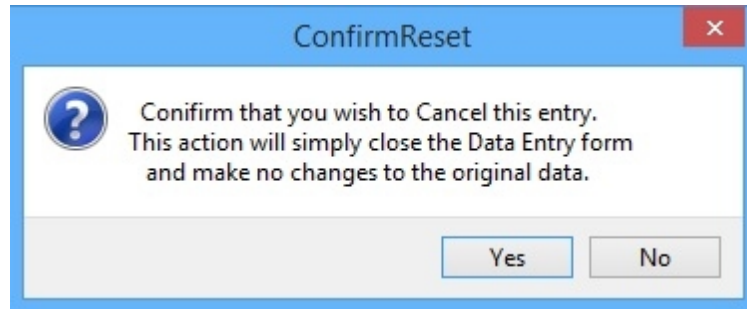 ConfirmReset
Conifirm that you wish to Cancel this entry.
This action will simply close the Data Entry form
and make no changes to the original data.
Yes
No